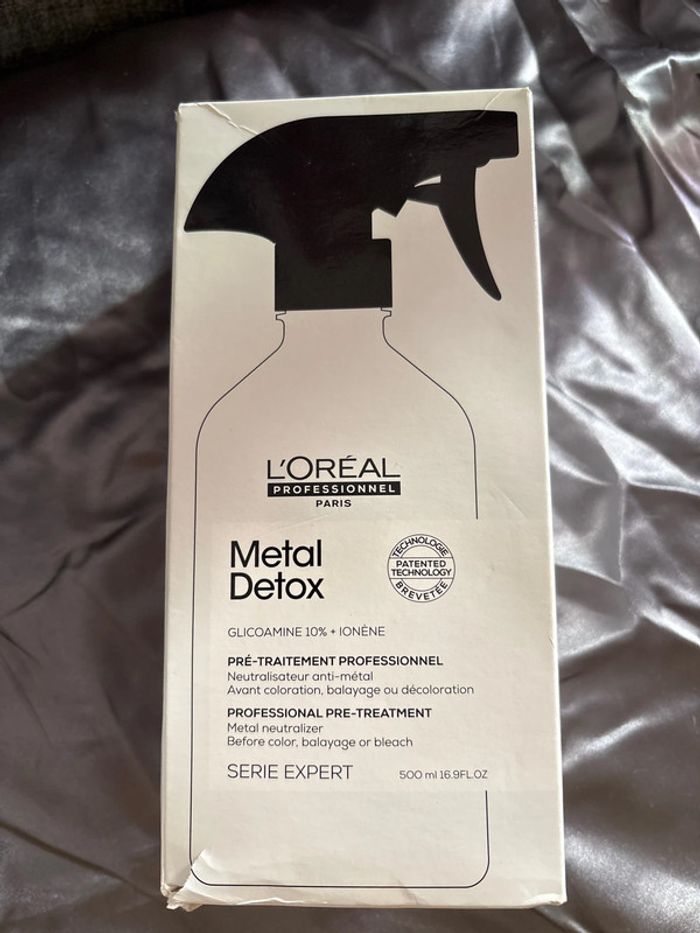 L'ORÉAL
PROFESSIONNEL
PARIS
Metal
Detox
TECHNOLOGIE
PATENTED
TECHNOLOGY
BREVETÉE
GLICOAMINE 10% + IONÈNE
PRÉ-TRAITEMENT PROFESSIONNEL
Neutralisateur anti-métal
Avant coloration, balayage ou décoloration
PROFESSIONAL PRE-TREATMENT
Metal neutralizer
Before color, balayage or bleach
SERIE EXPERT
500 ml 16.9FL.OZ